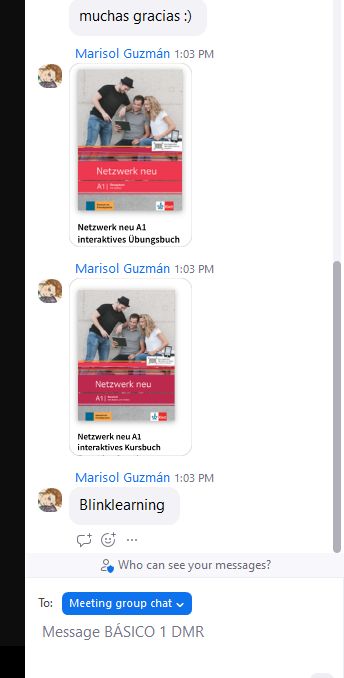 muchas gracias :)
Marisol Guzmán 1:03 PM
Netzwerk neu
A1
Klett
Netzwerk neu A1
interaktives Übungsbuch
Marisol Guzmán 1:03 PM
Netzwerk neu
A1
Klett
Netzwerk neu A1
interaktives Kursbuch
Marisol Guzmán 1:03 PM
Blinklearning
Who can see your messages?
To: Meeting group chat
Message BÁSICO 1 DMR